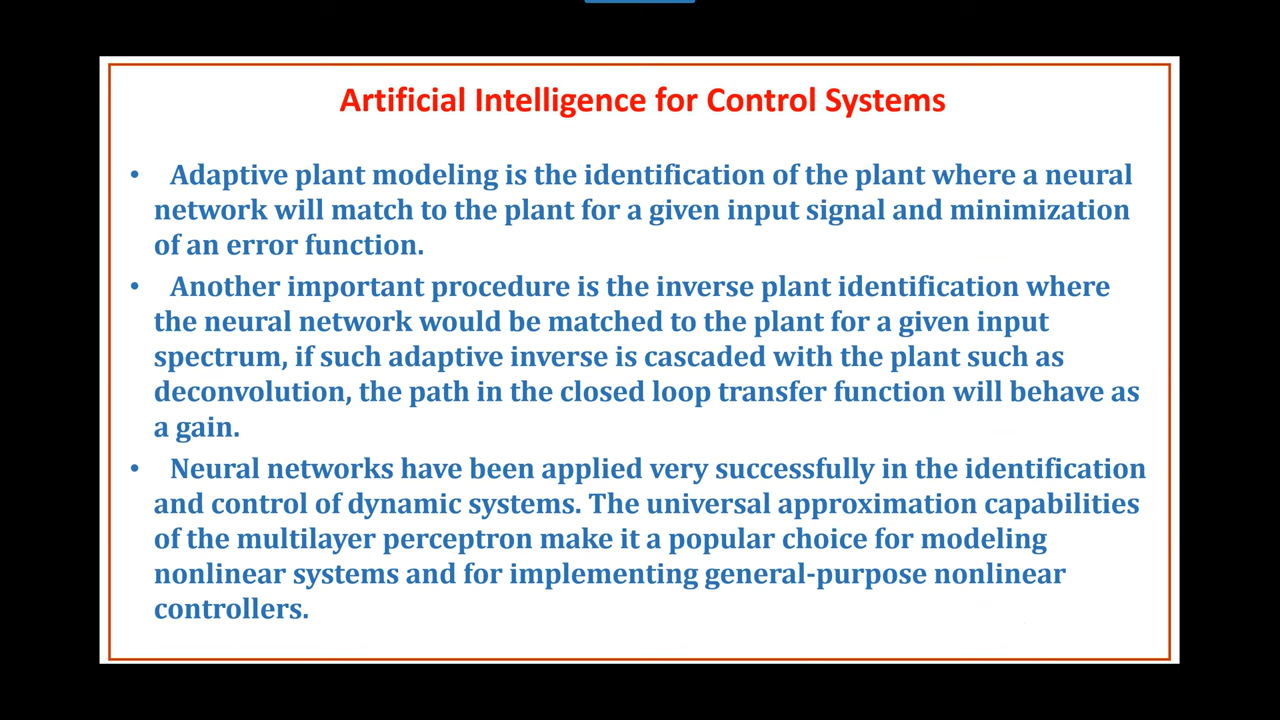 Artificial Intelligence for Control Systems
• Adaptive plant modeling is the identification of the plant where a neural
network will match to the plant for a given input signal and minimization
of an error function.
• Another important procedure is the inverse plant identification where
the neural network would be matched to the plant for a given input
spectrum, if such adaptive inverse is cascaded with the plant such as
deconvolution, the path in the closed loop transfer function will behave as
a gain.
• Neural networks have been applied very successfully in the identification
and control of dynamic systems. The universal approximation capabilities
of the multilayer perceptron make it a popular choice for modeling
nonlinear systems and for implementing general-purpose nonlinear
controllers.